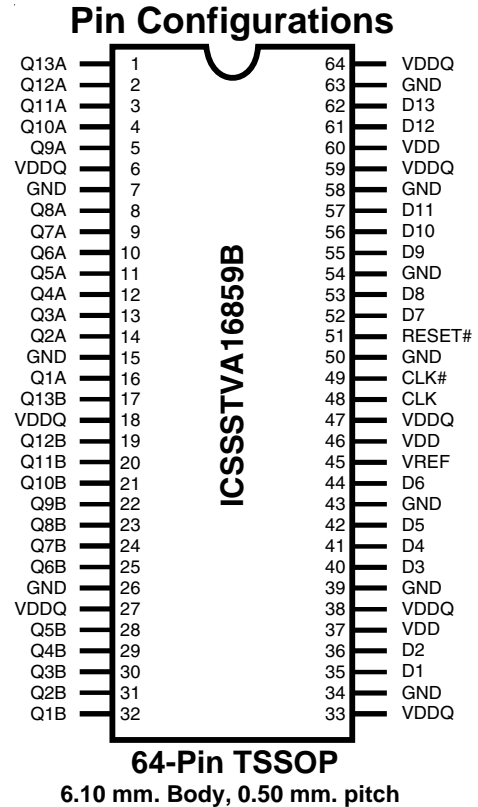 Pin Configurations
Q13A 1 64 VDDQ
Q12A 2 63 GND
Q11A 3 62 D13
Q10A 4 61 D12
Q9A 5 60 VDD
VDDQ 6 59 VDDQ
GND 7 58 GND
Q8A 8 57 D11
Q7A 9 56 D10
Q6A 10 55 D9
Q5A 11 54 GND
Q4A 12 53 D8
Q3A 13 52 D7
Q2A 14 51 RESET#
GND 15 50 GND
Q1A 16 49 CLK#
Q13B 17 48 CLK
VDDQ 18 47 VDDQ
Q12B 19 46 VDD
Q11B 20 45 VREF
Q10B 21 44 D6
Q9B 22 43 GND
Q8B 23 42 D5
Q7B 24 41 D4
Q6B 25 40 D3
GND 26 39 GND
VDDQ 27 38 VDDQ
Q5B 28 37 VDD
Q4B 29 36 D2
Q3B 30 35 D1
Q2B 31 34 GND
Q1B 32 33 VDDQ
ICSSSTVA16859B
64-Pin TSSOP
6.10 mm. Body, 0.50 mm. pitch